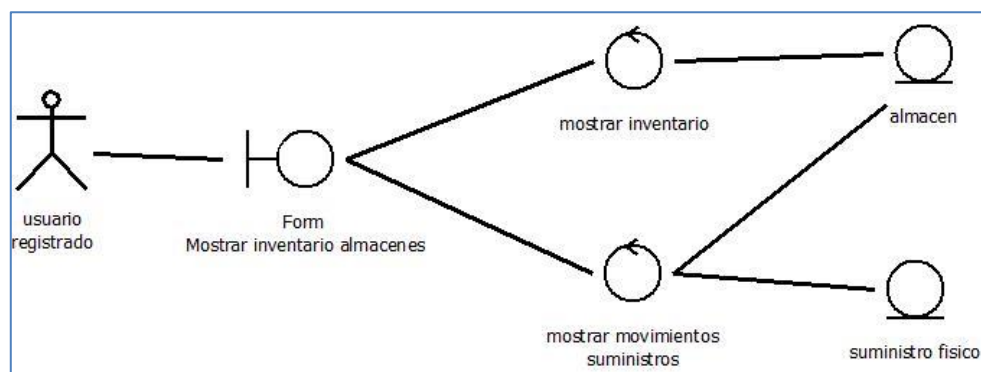 mostrar inventario
almacen
usuario
registrado
Form
Mostrar inventario almacenes
mostrar movimientos
suministros
suministro fisico